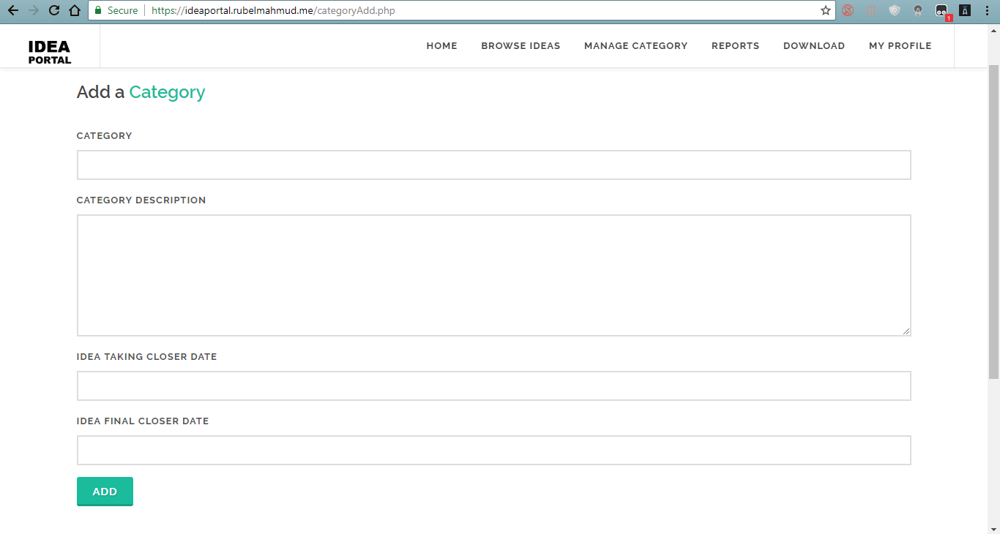 Secure https://ideaportal.rubelmahmud.me/categoryAdd.php
1
IDEA
PORTAL
HOME BROWSE IDEAS MANAGE CATEGORY REPORTS DOWNLOAD MY PROFILE
Add a Category
CATEGORY
CATEGORY DESCRIPTION
IDEA TAKING CLOSER DATE
IDEA FINAL CLOSER DATE
ADD